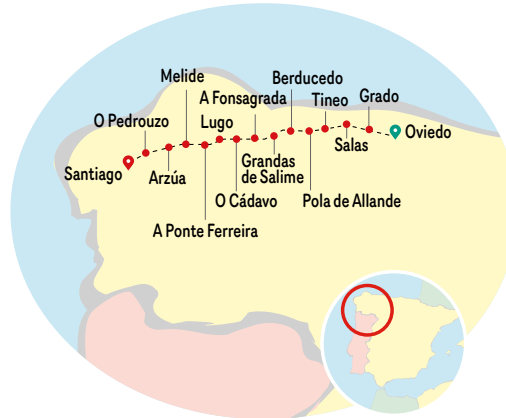 Melide
Berducedo
A Fonsagrada
Tineo
Grado
O Pedrouzo
Lugo
Oviedo
Santiago
Arzúa
Grandas
de Salime
Salas
O Cádavo
Pola de Allande
A Ponte Ferreira